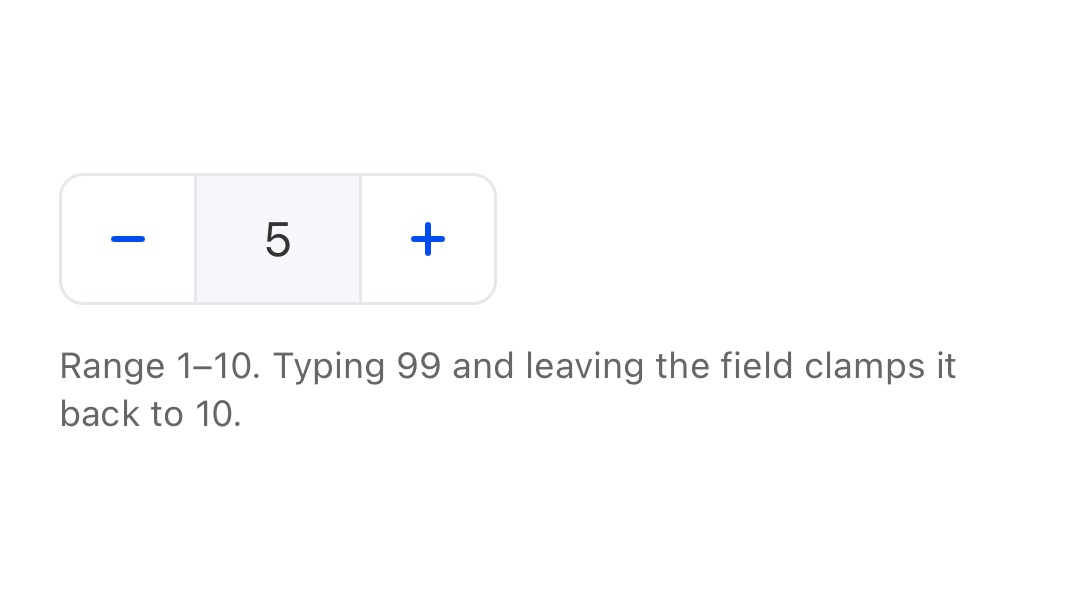 − 5 +
Range 1–10. Typing 99 and leaving the field clamps it
back to 10.